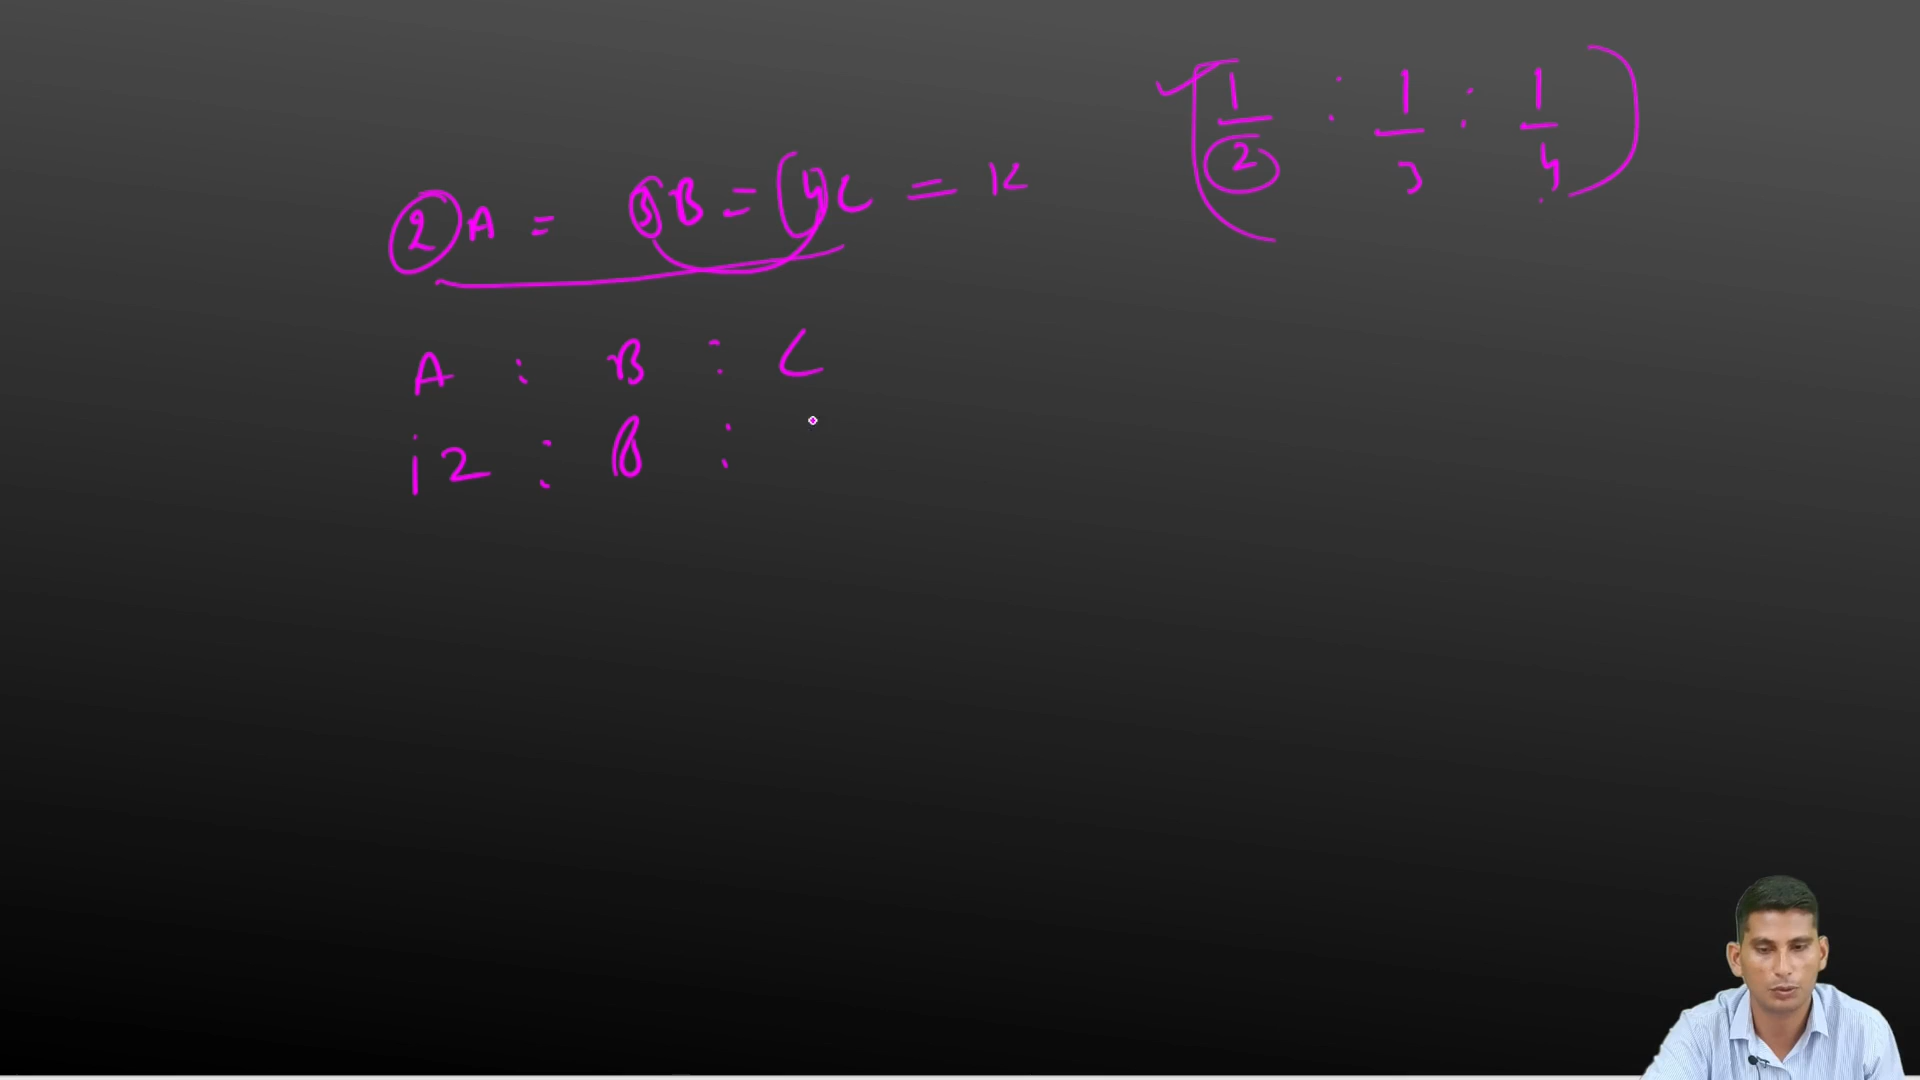 1/2 : 1/3 : 1/4
2A = 3B = 4C = K
A : B : C
12 : 8 :